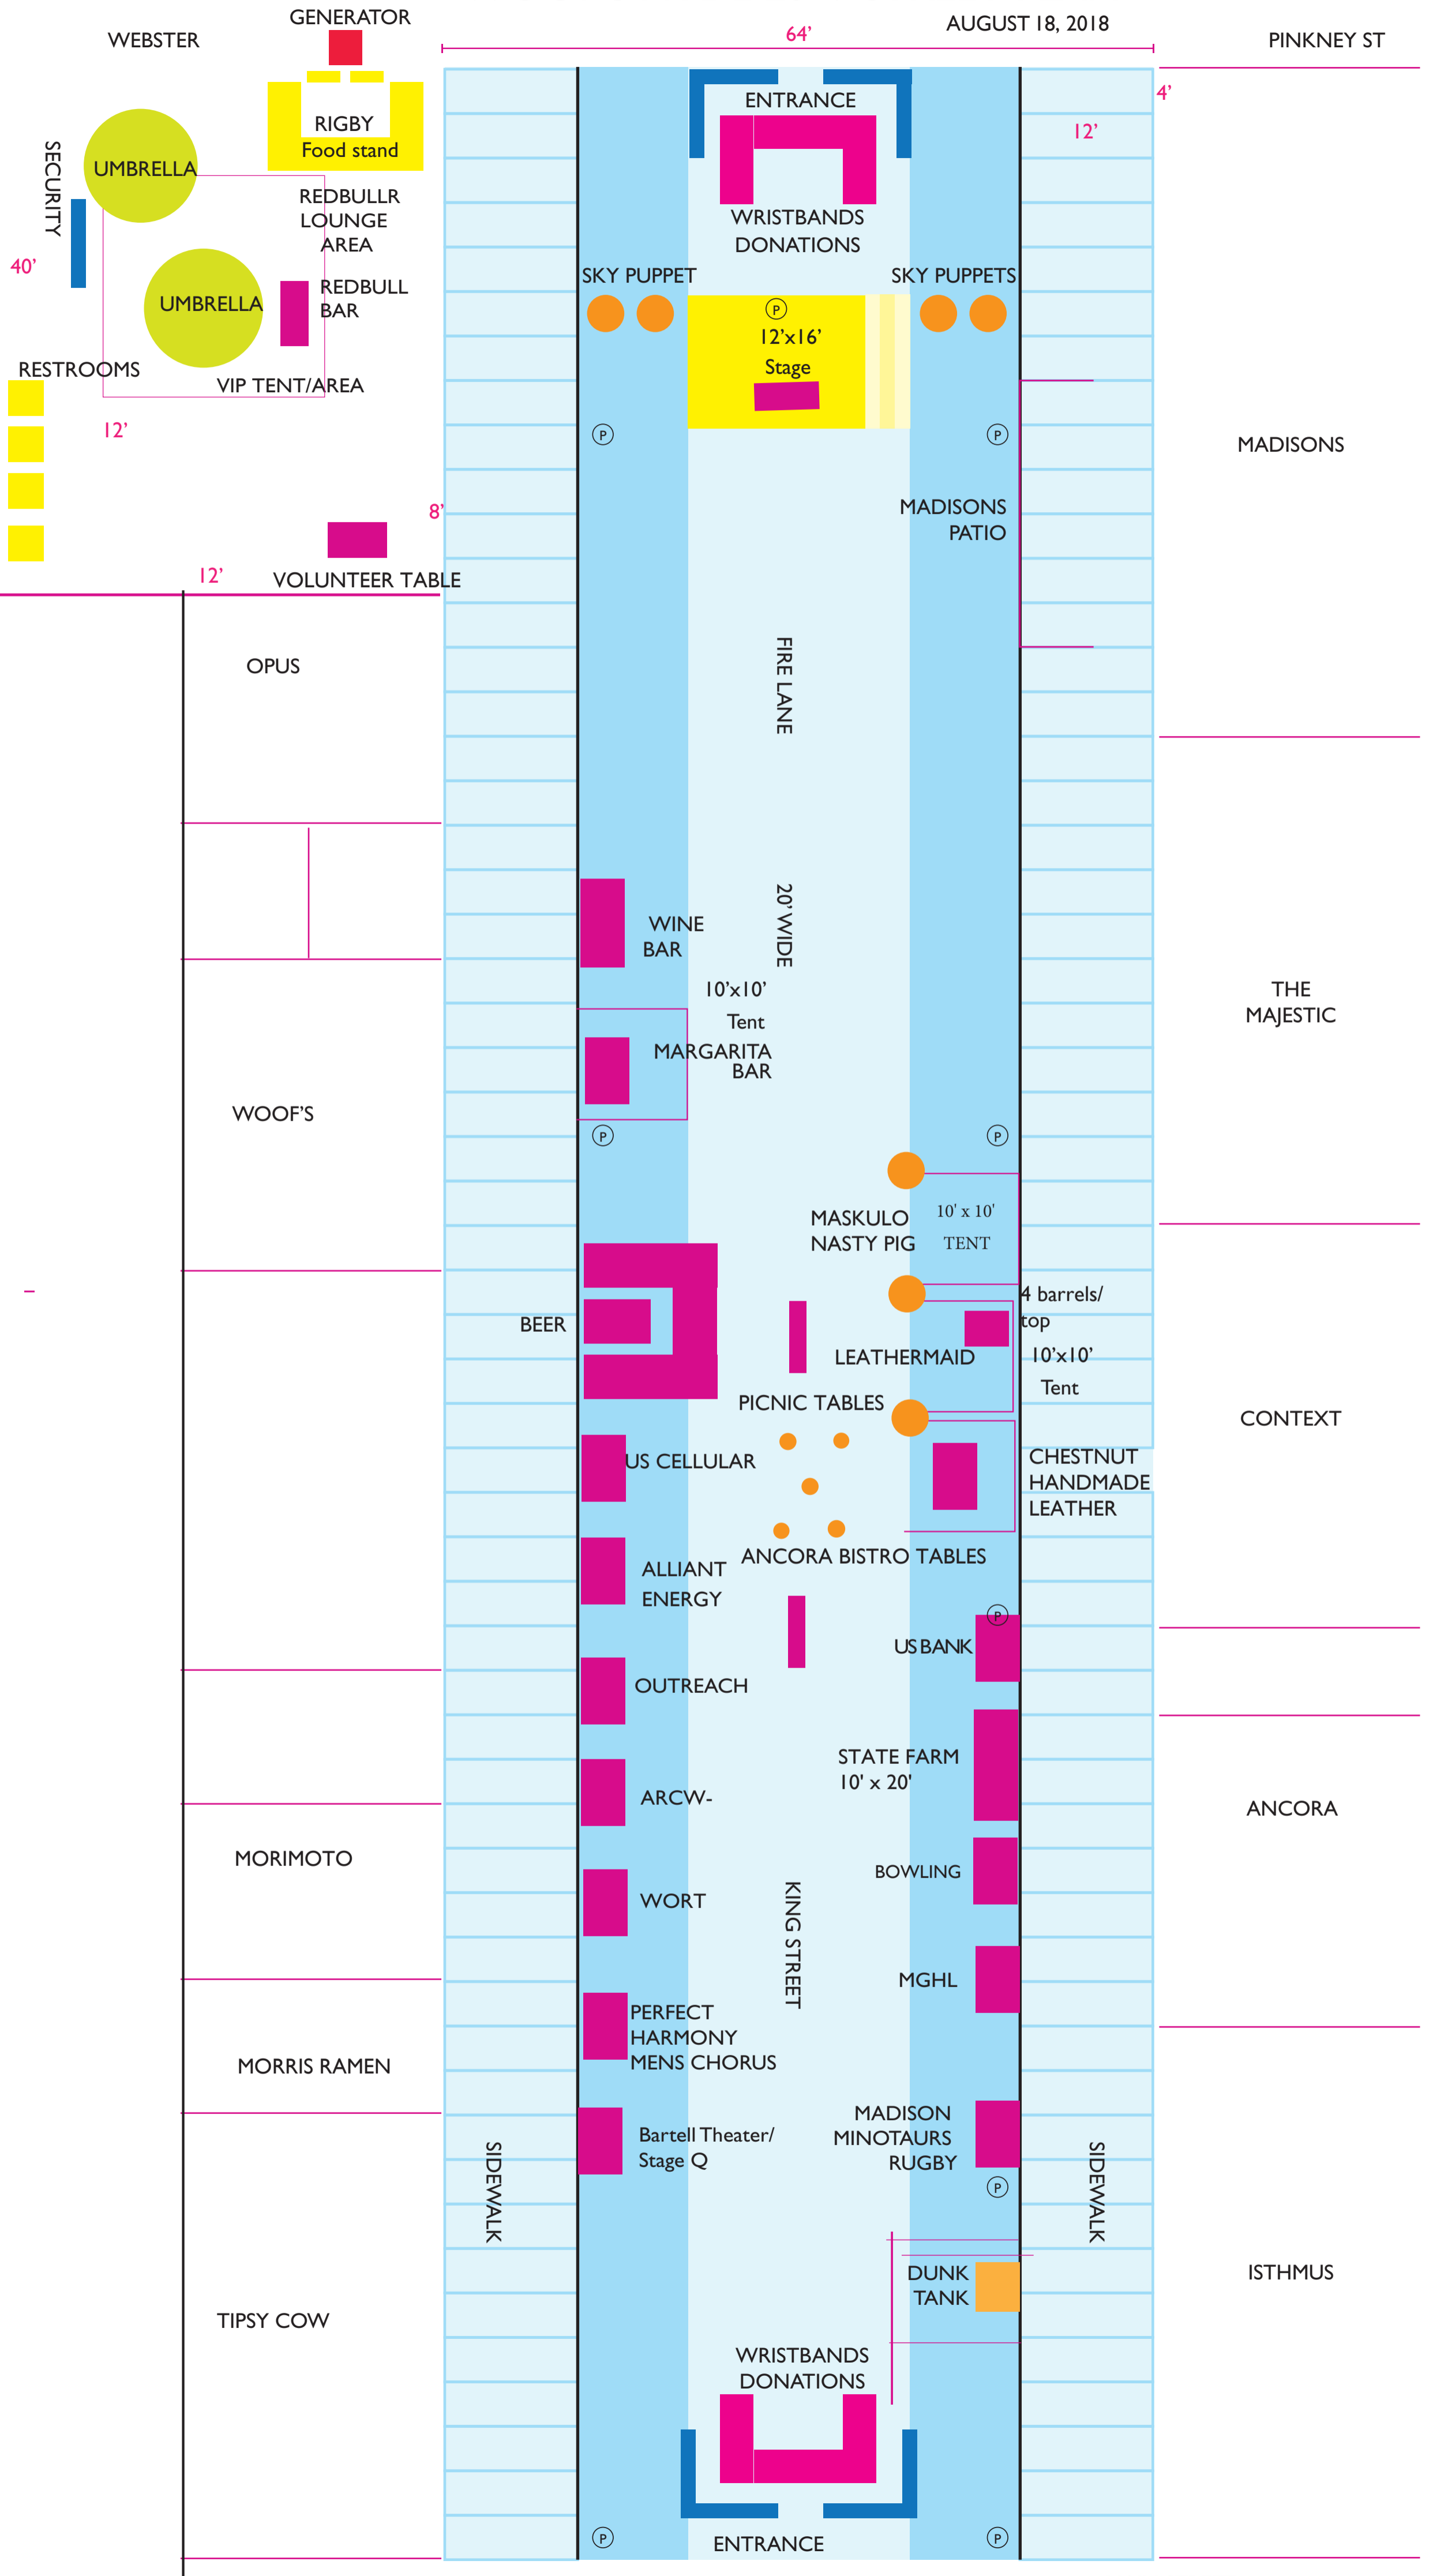 GENERATOR
AUGUST 18, 2018
64’
WEBSTER
PINKNEY ST
4’
ENTRANCE
12’
RIGBY
Food stand
SECURITY
UMBRELLA
REDBULLR
LOUNGE
AREA
WRISTBANDS
DONATIONS
40’
SKY PUPPET
SKY PUPPETS
REDBULL
BAR
UMBRELLA
P
12’x16’
Stage
RESTROOMS
VIP TENT/AREA
12’
P
P
MADISONS
8’
MADISONS
PATIO
12’
VOLUNTEER TABLE
OPUS
FIRE LANE
20’ WIDE
WINE
BAR
10’x10’
Tent
MARGARITA
BAR
THE
MAJESTIC
WOOF’S
P
P
MASKULO
NASTY PIG
10' x 10'
TENT
4 barrels/
top
BEER
LEATHERMAID
10’x10’
Tent
PICNIC TABLES
CONTEXT
US CELLULAR
CHESTNUT
HANDMADE
LEATHER
ANCORA BISTRO TABLES
ALLIANT
ENERGY
P
US BANK
OUTREACH
STATE FARM
10' x 20'
ARCW-
ANCORA
MORIMOTO
BOWLING
WORT
KING STREET
MGHL
PERFECT
HARMONY
MENS CHORUS
MORRIS RAMEN
MADISON
MINOTAURS
RUGBY
Bartell Theater/
Stage Q
SIDEWALK
SIDEWALK
P
DUNK
TANK
ISTHMUS
TIPSY COW
WRISTBANDS
DONATIONS
P
P
ENTRANCE